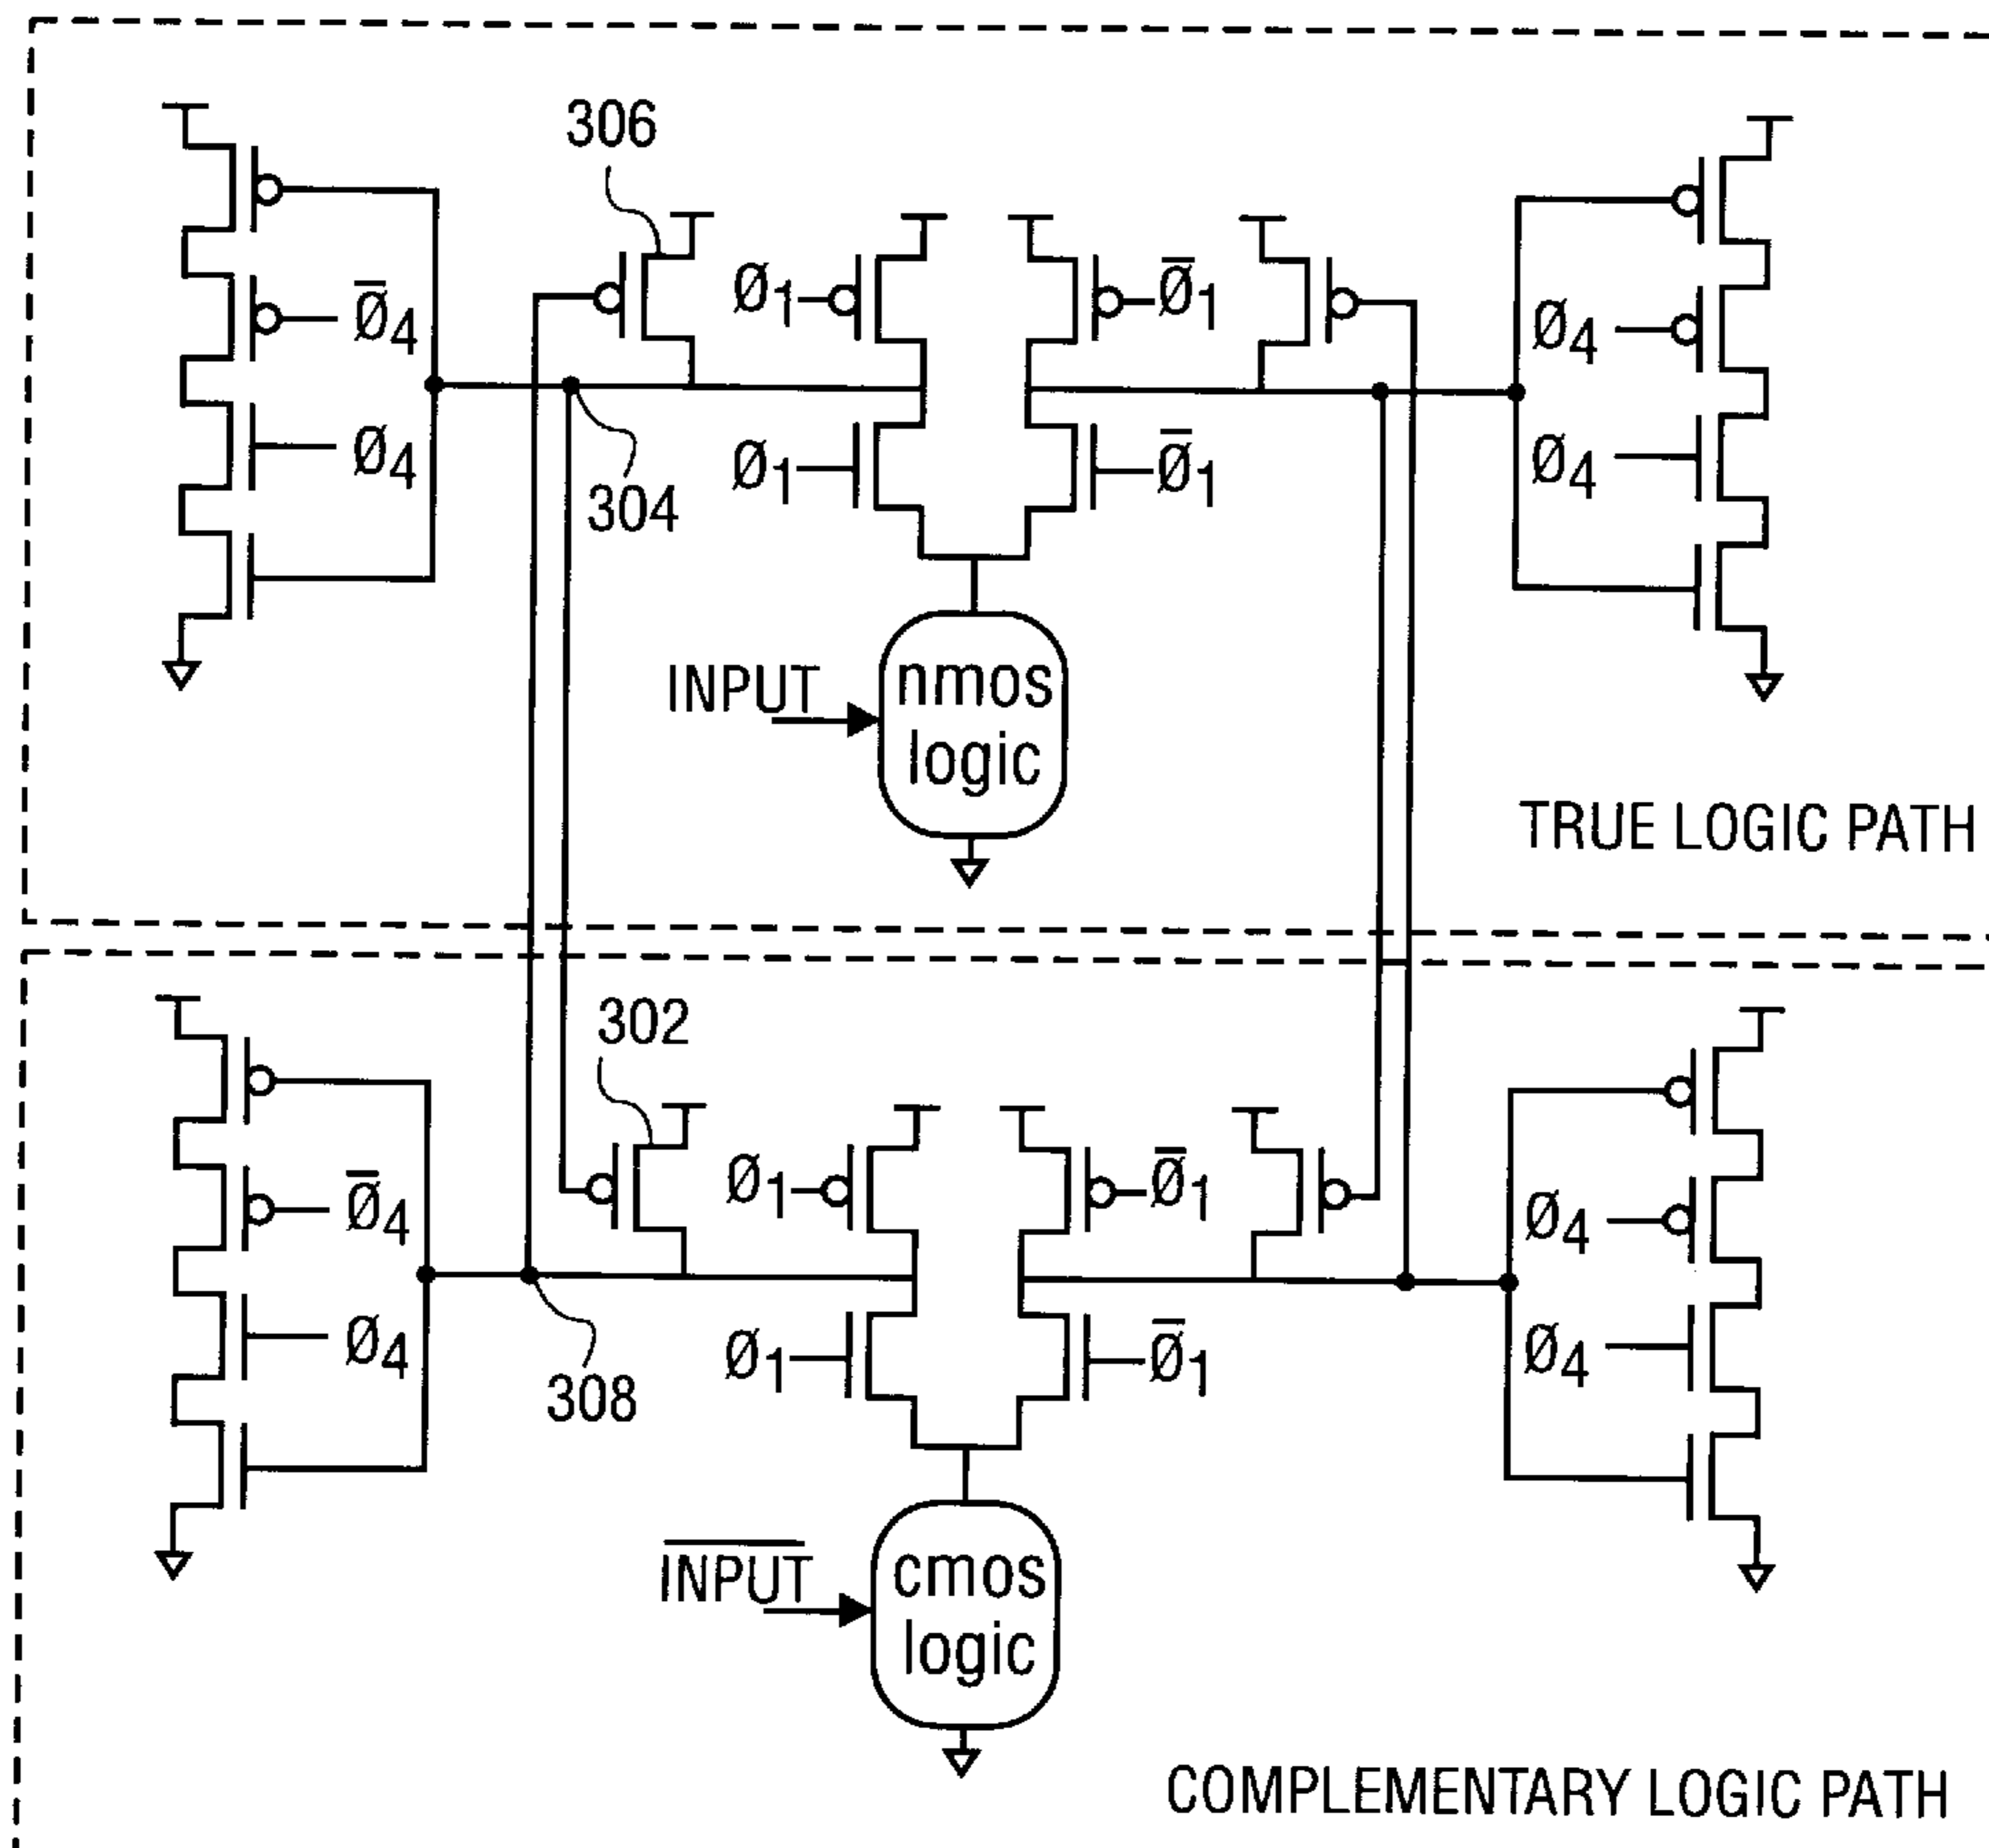 306
Ø1
Ø̅1
Ø̅4
Ø4
Ø4
Ø4
Ø1
Ø̅1
304
INPUT
nmos
logic
TRUE LOGIC PATH
302
Ø1
Ø̅1
Ø̅4
Ø4
Ø4
Ø4
Ø1
Ø̅1
308
I̅N̅P̅U̅T̅
cmos
logic
COMPLEMENTARY LOGIC PATH